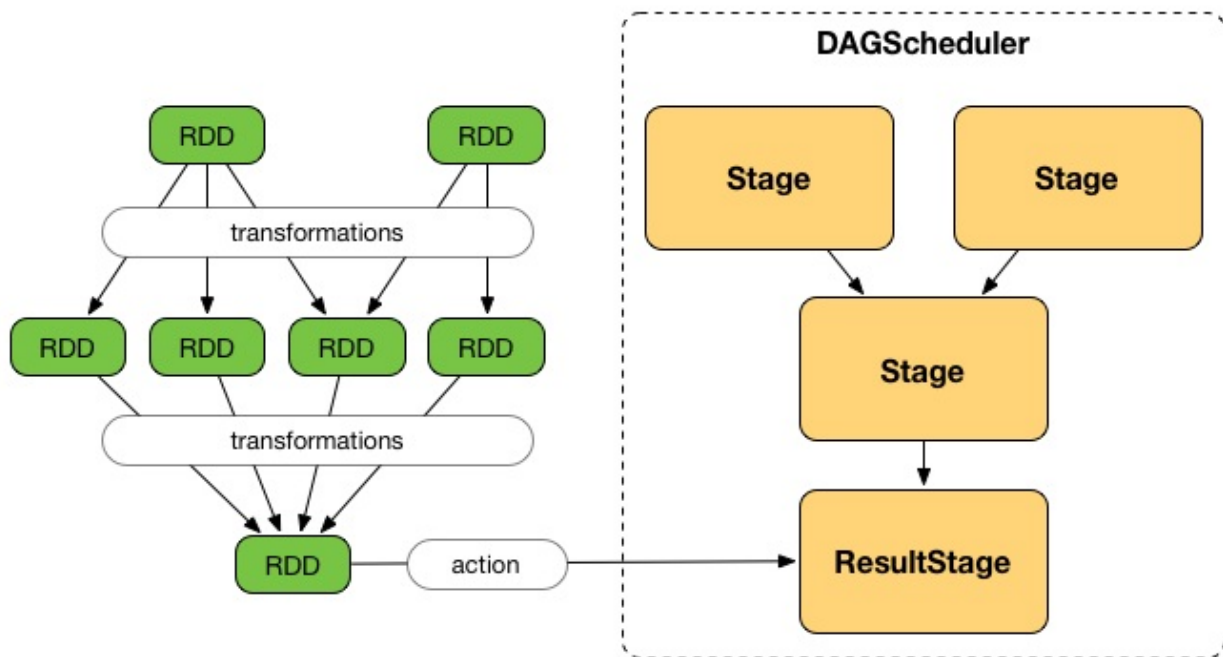 DAGScheduler
RDD
RDD
Stage
Stage
transformations
RDD
RDD
RDD
RDD
Stage
transformations
RDD
action
ResultStage